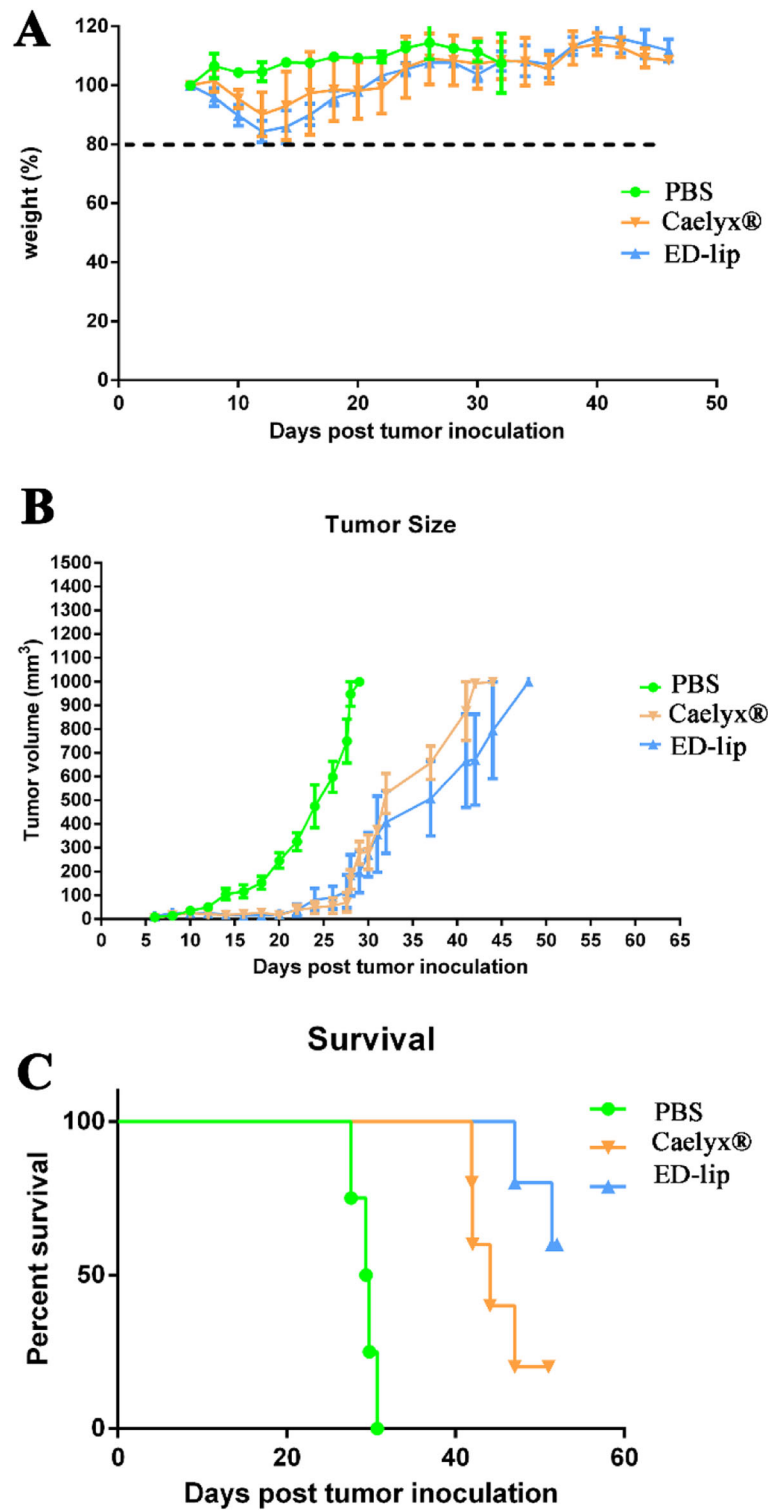 A
120
100
80
60
40
20
0
weight (%)
0 10 20 30 40 50
Days post tumor inoculation
PBS
Caelyx®
ED-lip
B
Tumor Size
1500
1400
1300
1200
1100
1000
900
800
700
600
500
400
300
200
100
0
Tumor volume (mm³)
0 5 10 15 20 25 30 35 40 45 50 55 60 65
Days post tumor inoculation
PBS
Caelyx®
ED-lip
C
Survival
100
50
0
Percent survival
0 20 40 60
Days post tumor inoculation
PBS
Caelyx®
ED-lip